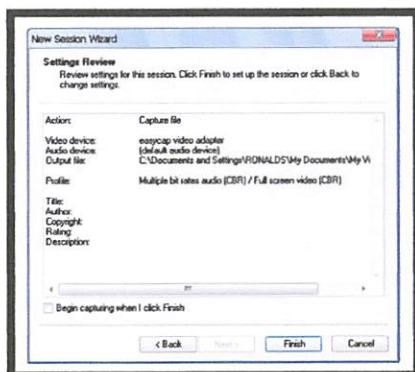 New Session Wizard
Settings Review
Review settings for this session. Click Finish to set up the session or click Back to
change settings.
Action: Capture file
Video device: easycap video adapter
Audio device: (default audio device)
Output file: C:\Documents and Settings\RONALDS\My Documents\My Vi
Profile: Multiple bit rates audio (CBR) / Full screen video (CBR)
Title:
Author:
Copyright:
Rating:
Description:
Begin capturing when I click Finish
< Back Next > Finish Cancel